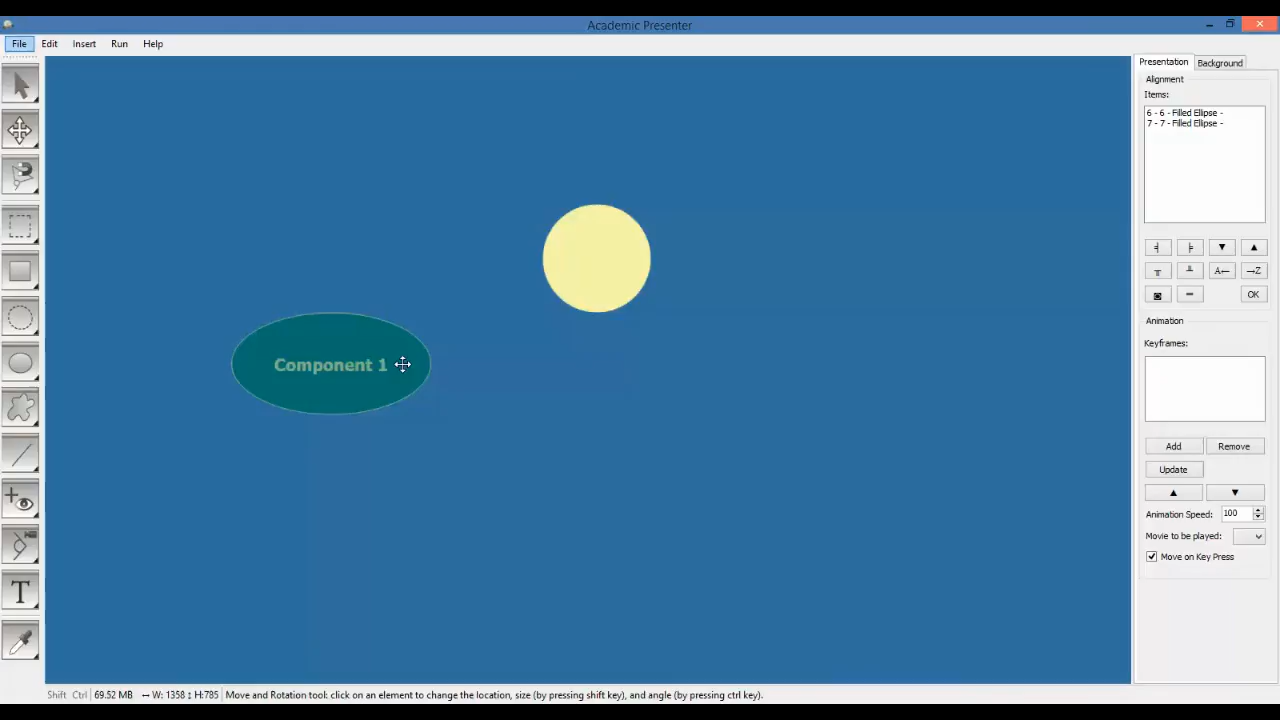 Academic Presenter
File Edit Insert Run Help
Presentation Background
Alignment
Items:
6 - 6 - Filled Ellipse -
7 - 7 - Filled Ellipse -
A←
→Z
OK
Component 1
Animation
Keyframes:
Add Remove
Update
Animation Speed: 100
Movie to be played:
Move on Key Press
T
Shift Ctrl 69.52 MB ↔ W: 1358 ↕ H:785 Move and Rotation tool: click on an element to change the location, size (by pressing shift key), and angle (by pressing ctrl key).